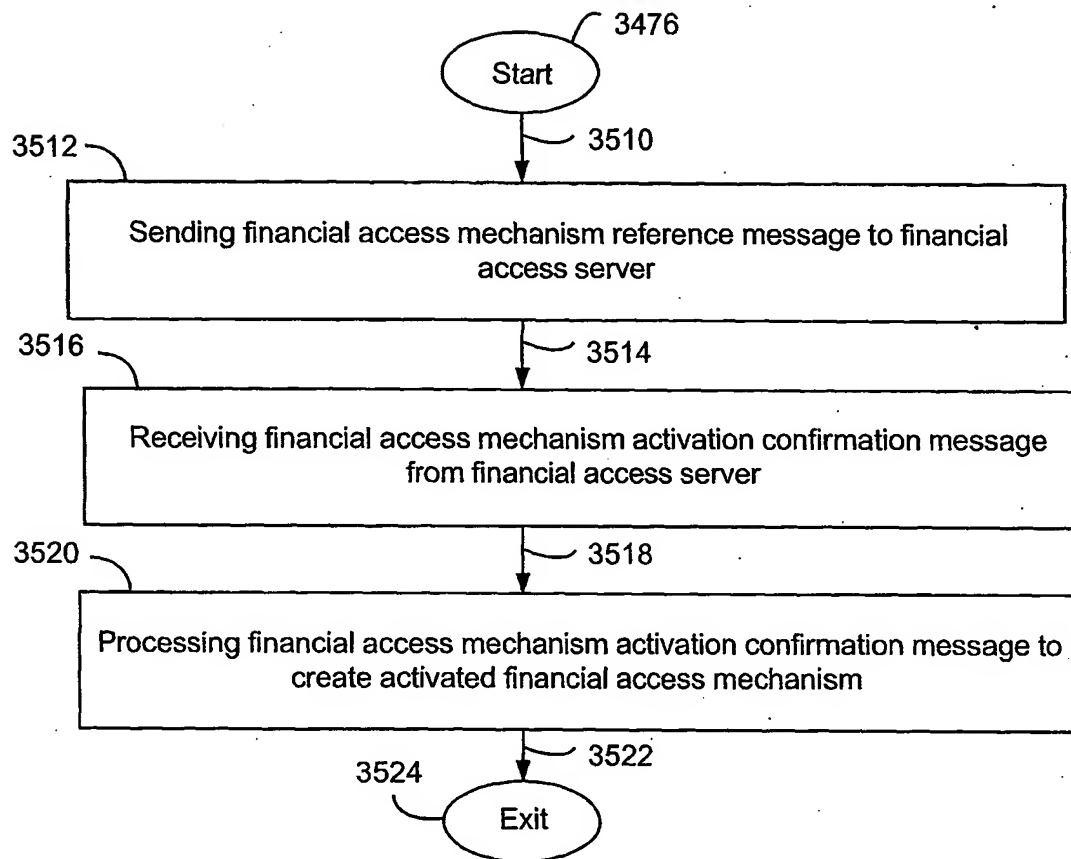 3476
Start
3510
3512
Sending financial access mechanism reference message to financial
access server
3514
3516
Receiving financial access mechanism activation confirmation message
from financial access server
3518
3520
Processing financial access mechanism activation confirmation message to
create activated financial access mechanism
3522
3524
Exit